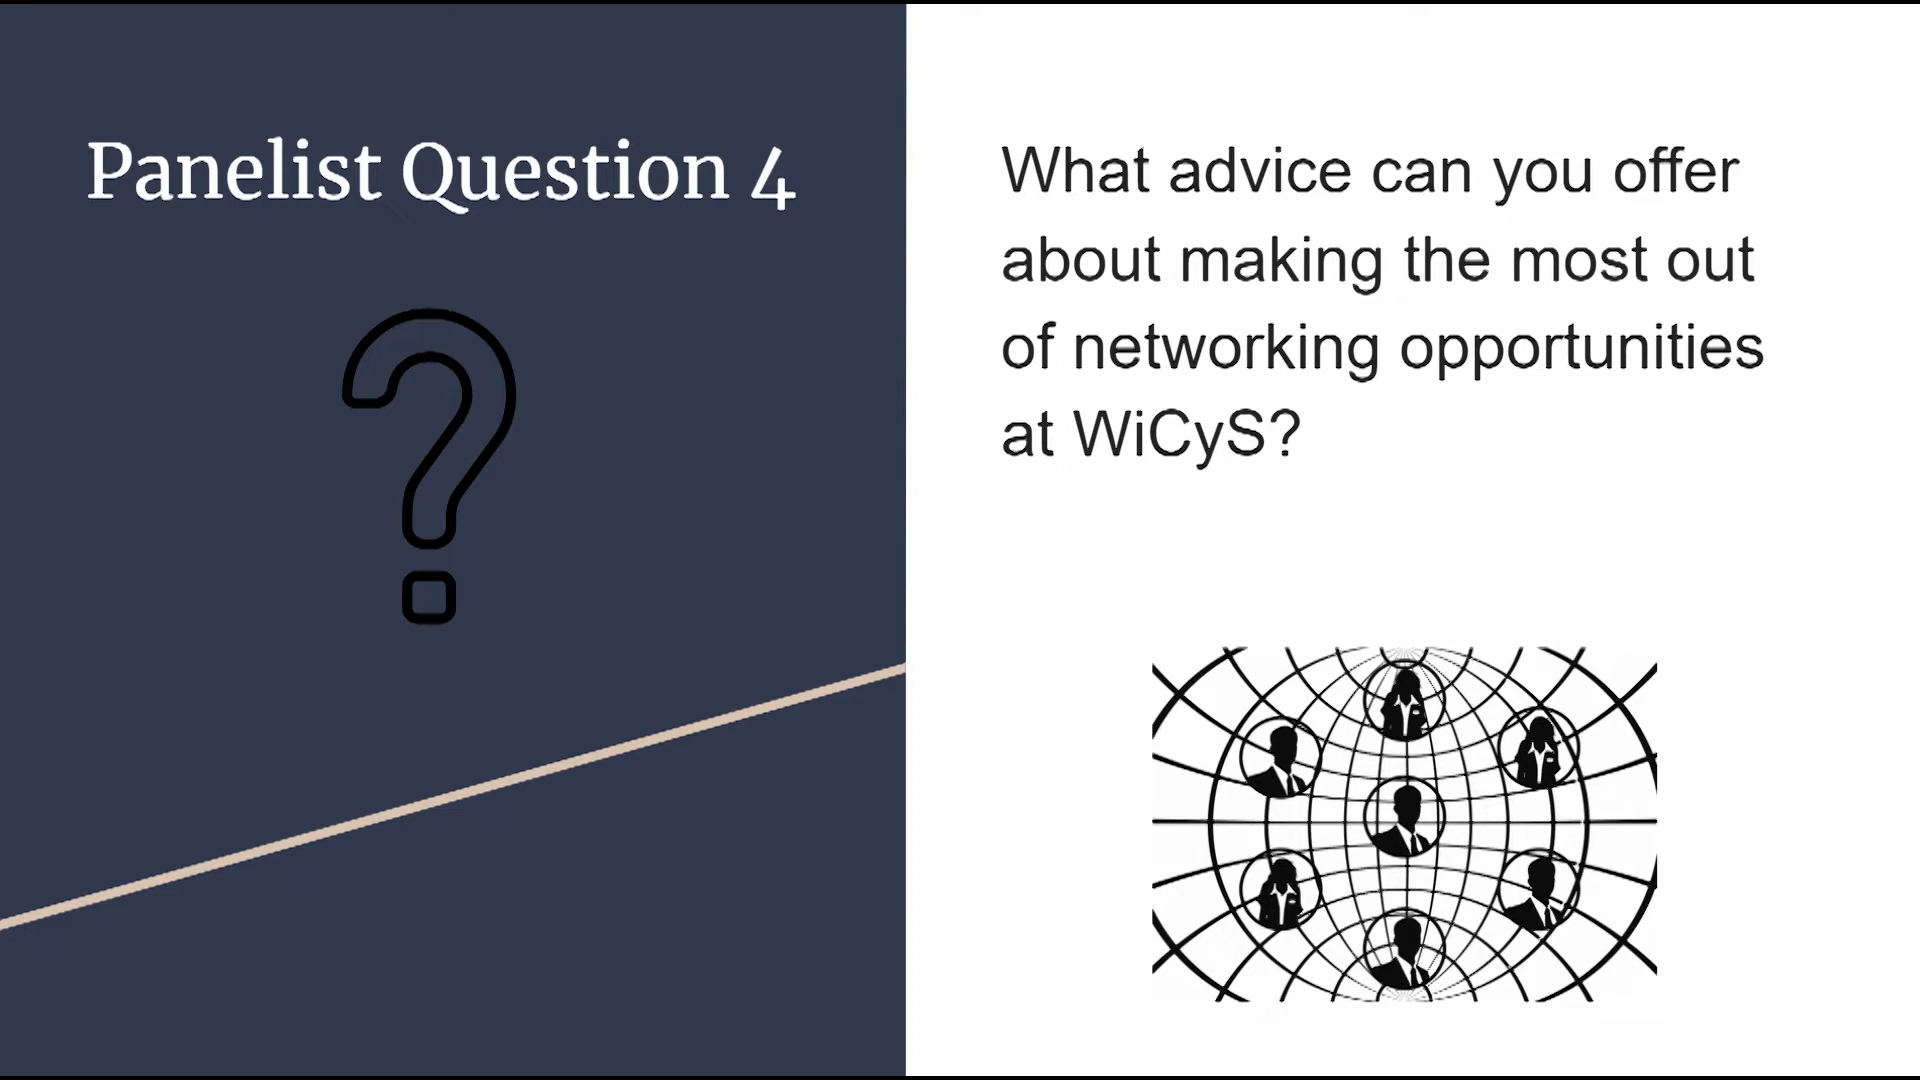 Panelist Question 4
What advice can you offer
about making the most out
of networking opportunities
at WiCyS?